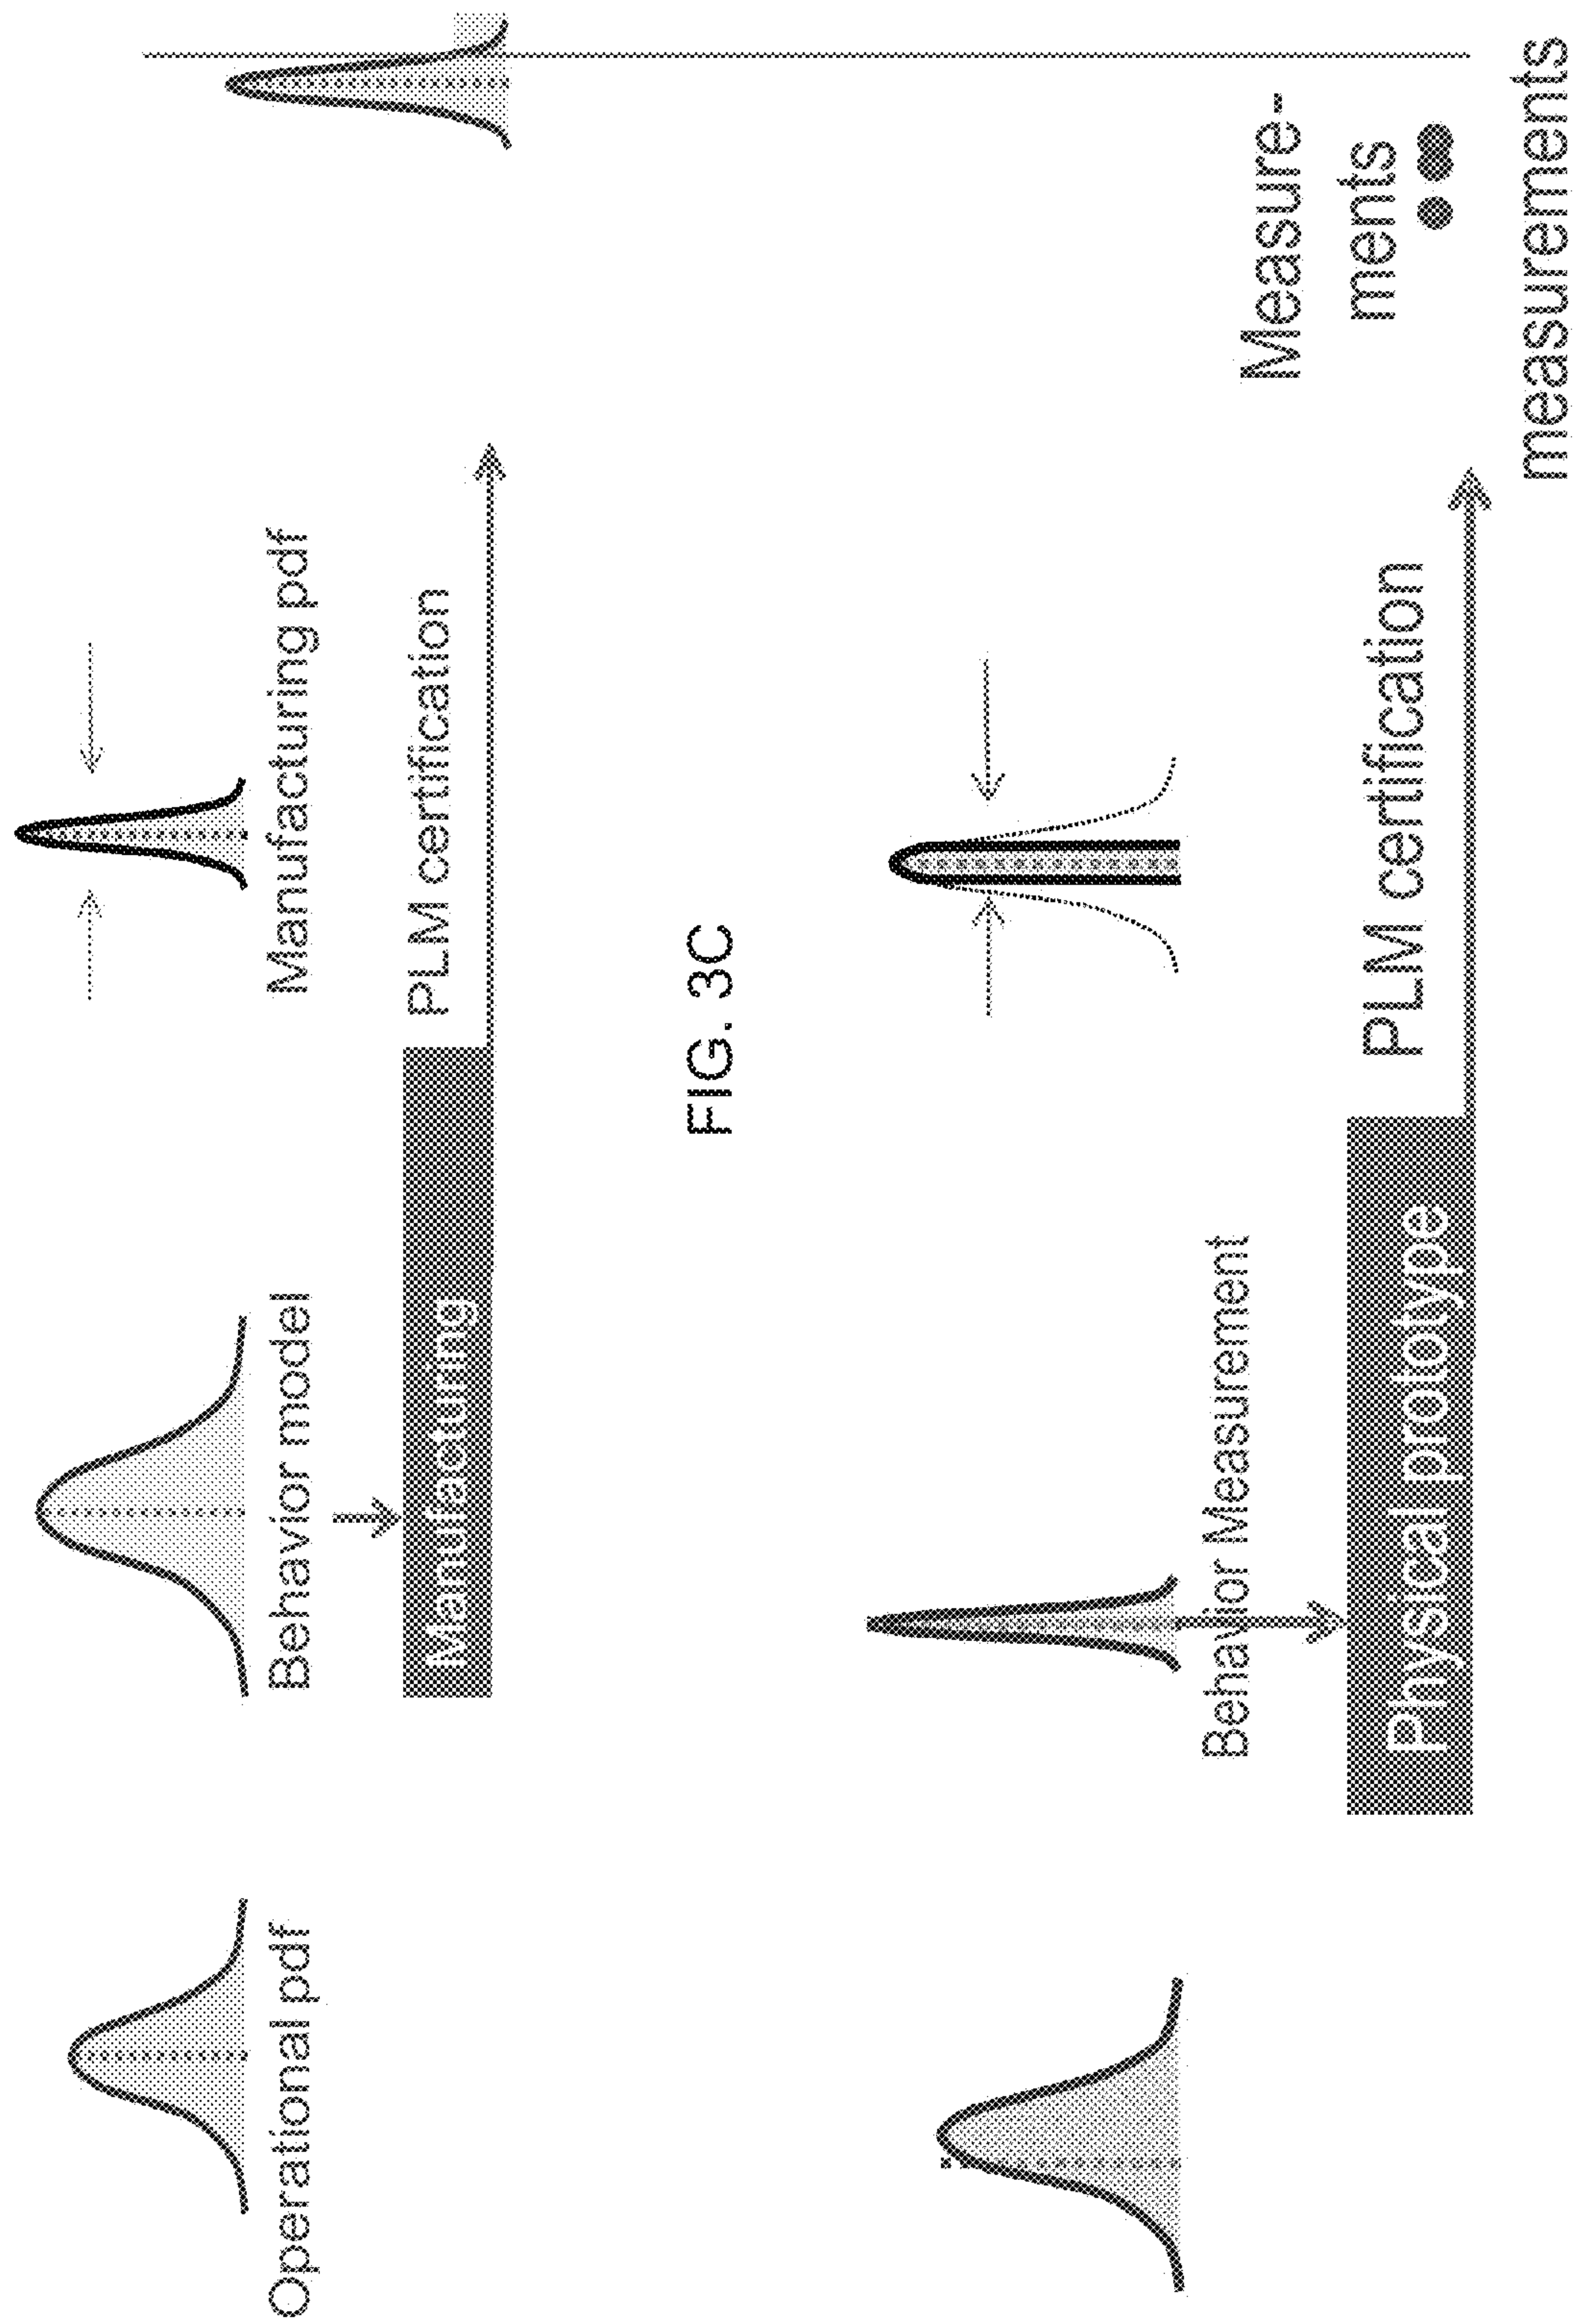 Operational pdf
Behavior model
Manufacturing pdf
Manufacturing
PLM certification
FIG. 3C
Behavior Measurement
Physical prototype
PLM certification
Measure-
ments
measurements